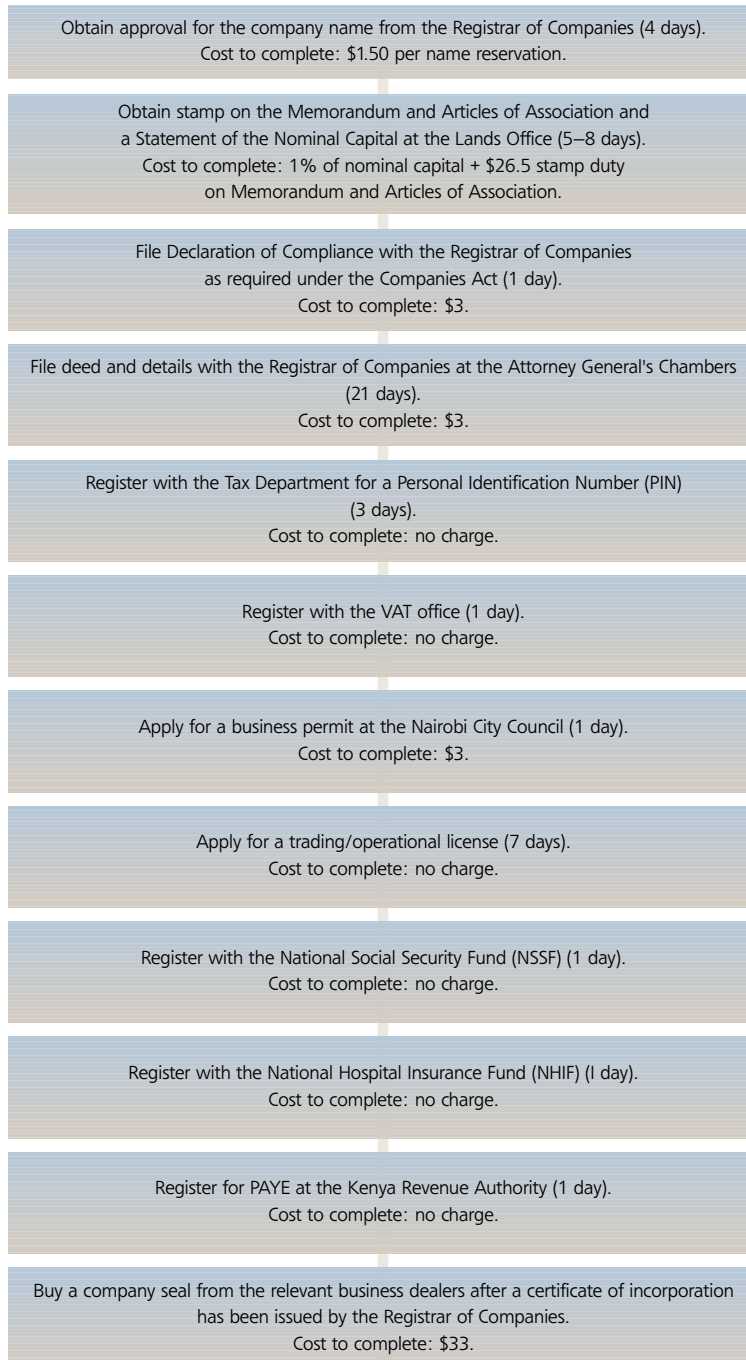 Obtain approval for the company name from the Registrar of Companies (4 days).
Cost to complete: $1.50 per name reservation.
Obtain stamp on the Memorandum and Articles of Association and
a Statement of the Nominal Capital at the Lands Office (5–8 days).
Cost to complete: 1% of nominal capital + $26.5 stamp duty
on Memorandum and Articles of Association.
File Declaration of Compliance with the Registrar of Companies
as required under the Companies Act (1 day).
Cost to complete: $3.
File deed and details with the Registrar of Companies at the Attorney General's Chambers
(21 days).
Cost to complete: $3.
Register with the Tax Department for a Personal Identification Number (PIN)
(3 days).
Cost to complete: no charge.
Register with the VAT office (1 day).
Cost to complete: no charge.
Apply for a business permit at the Nairobi City Council (1 day).
Cost to complete: $3.
Apply for a trading/operational license (7 days).
Cost to complete: no charge.
Register with the National Social Security Fund (NSSF) (1 day).
Cost to complete: no charge.
Register with the National Hospital Insurance Fund (NHIF) (I day).
Cost to complete: no charge.
Register for PAYE at the Kenya Revenue Authority (1 day).
Cost to complete: no charge.
Buy a company seal from the relevant business dealers after a certificate of incorporation
has been issued by the Registrar of Companies.
Cost to complete: $33.